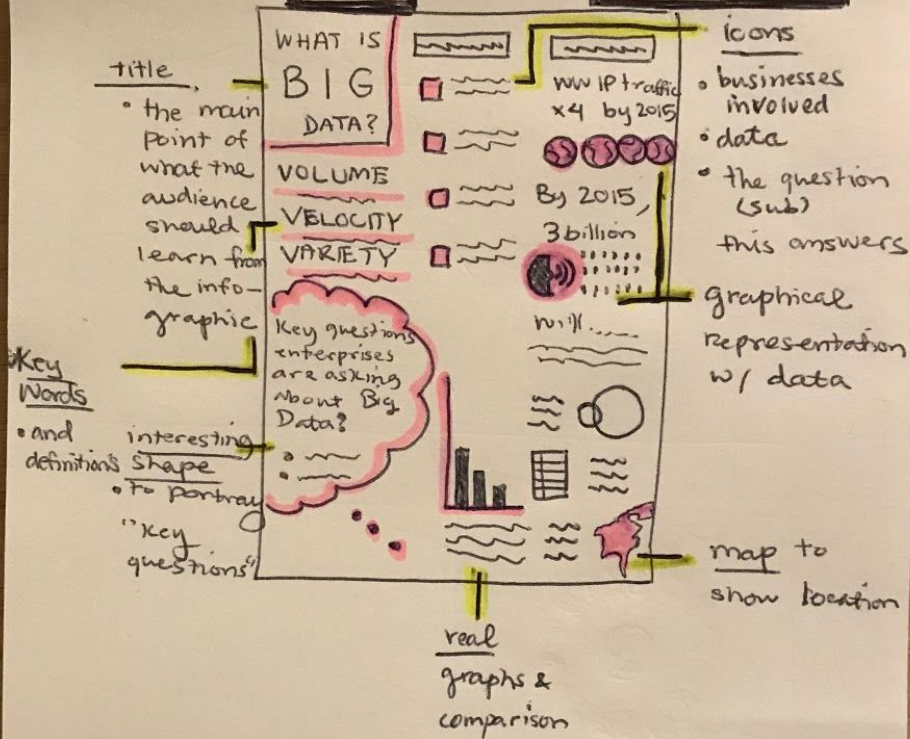 title
• the main
point of
what the
audience
should
learn from
the info-
graphic
Key
Words
• and
definitions
interesting
shape
• to portray
"key
questions"
WHAT IS
BIG
DATA?
VOLUME
VELOCITY
VARIETY
Key questions
enterprises
are asking
about Big
Data?
WW IP traffic
x4 by 2015
By 2015,
3 billion
will.....
real
graphs &
comparison
icons
• businesses
involved
• data
• the question
(sub)
this answers
graphical
representation
w/ data
map to
show location